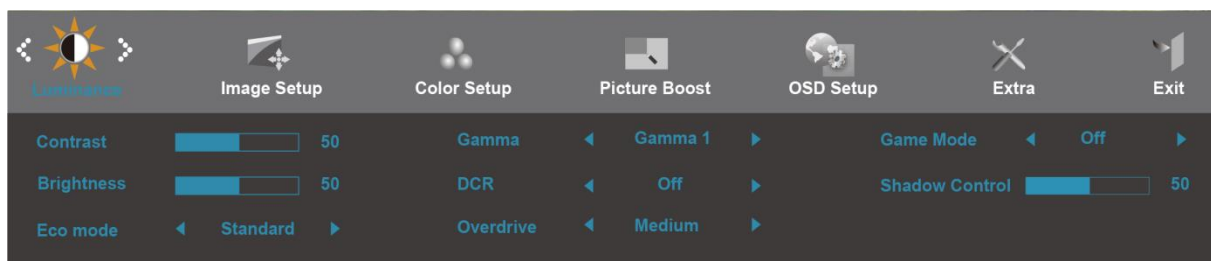 Luminance Image Setup Color Setup Picture Boost OSD Setup Extra Exit
Contrast 50 Gamma Gamma 1 Game Mode Off
Brightness 50 DCR Off Shadow Control 50
Eco mode Standard Overdrive Medium